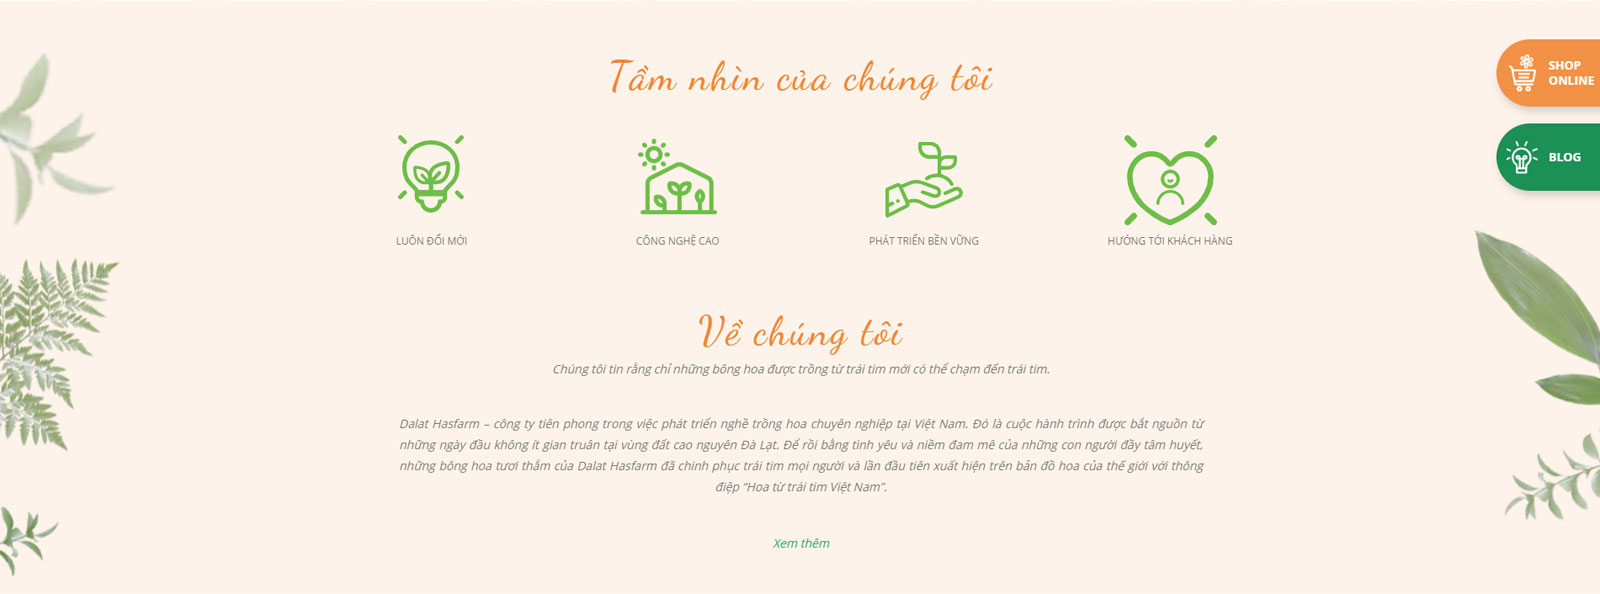 Tầm nhìn của chúng tôi
SHOP
ONLINE
BLOG
LUÔN ĐỔI MỚI
CÔNG NGHỆ CAO
PHÁT TRIỂN BỀN VỮNG
HƯỚNG TỚI KHÁCH HÀNG
Về chúng tôi
Chúng tôi tin rằng chỉ những bông hoa được trồng từ trái tim mới có thể chạm đến trái tim.
Dalat Hasfarm – công ty tiên phong trong việc phát triển nghề trồng hoa chuyên nghiệp tại Việt Nam. Đó là cuộc hành trình được bắt nguồn từ
những ngày đầu không ít gian truân tại vùng đất cao nguyên Đà Lạt. Để rồi bằng tình yêu và niềm đam mê của những con người đầy tâm huyết,
những bông hoa tươi thắm của Dalat Hasfarm đã chinh phục trái tim mọi người và lần đầu tiên xuất hiện trên bản đồ hoa của thế giới với thông
điệp “Hoa từ trái tim Việt Nam”.
Xem thêm